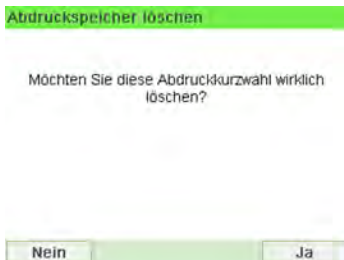 Abdruckspeicher löschen
Möchten Sie diese Abdruckkurzwahl wirklich
löschen?
Nein
Ja